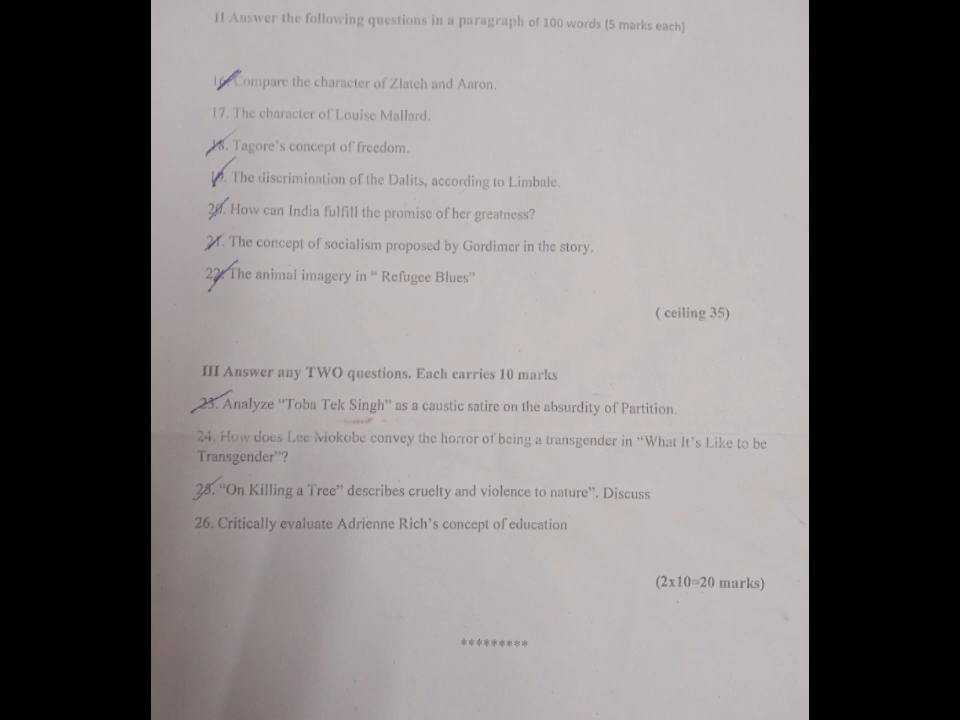 II Answer the following questions in a paragraph of 100 words (5 marks each)
16. Compare the character of Zlateh and Aaron.
17. The character of Louise Mallard.
18. Tagore's concept of freedom.
19. The discrimination of the Dalits, according to Limbale.
20. How can India fulfill the promise of her greatness?
21. The concept of socialism proposed by Gordimer in the story.
22. The animal imagery in " Refugee Blues"
( ceiling 35)
III Answer any TWO questions. Each carries 10 marks
23. Analyze "Toba Tek Singh" as a caustic satire on the absurdity of Partition.
24. How does Lee Mokobe convey the horror of being a transgender in "What It's Like to be
Transgender"?
25. "On Killing a Tree" describes cruelty and violence to nature". Discuss
26. Critically evaluate Adrienne Rich's concept of education
(2x10=20 marks)
*********